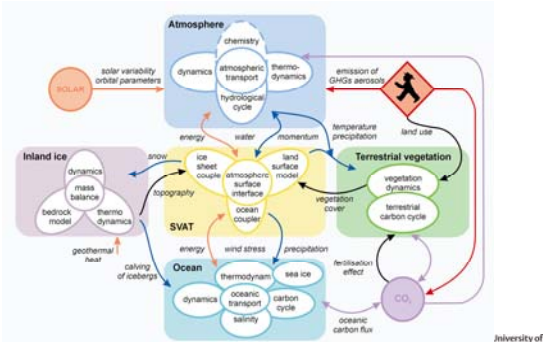 Atmosphere
chemistry
dynamics
atmospheric
transport
thermo-
dynamics
hydrological
cycle
solar variability
orbital parameters
SOLAR
emission of
GHGs aerosols
land use
energy
water
momentum
temperature
precipitation
Inland ice
dynamics
mass
balance
bedrock
model
thermo
dynamics
geothermal
heat
snow
topography
calving
of icebergs
ice
sheet
couple
atmospheric
surface
interface
land
surface
model
ocean
coupler
SVAT
vegetation
cover
Terrestrial vegetation
vegetation
dynamics
terrestrial
carbon cycle
energy
wind stress
precipitation
fertilisation
effect
Ocean
thermodynam
sea ice
dynamics
oceanic
transport
carbon
cycle
salinity
oceanic
carbon flux
CO₂
University of